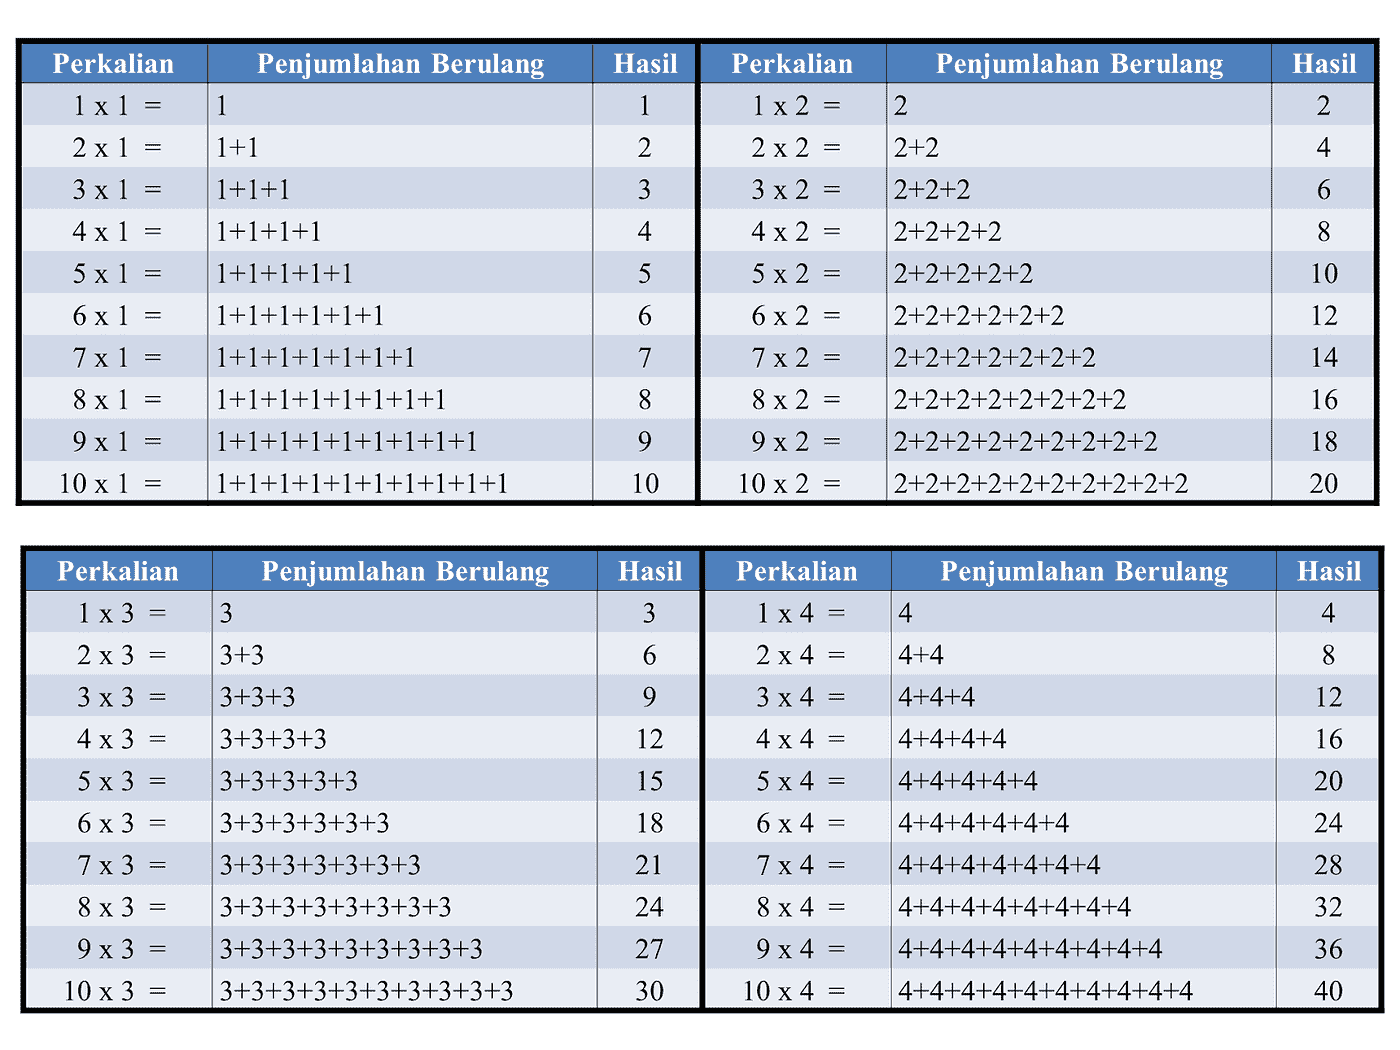 Perkalian Penjumlahan Berulang Hasil Perkalian Penjumlahan Berulang Hasil
1 x 1 = 1 1 1 x 2 = 2 2
2 x 1 = 1+1 2 2 x 2 = 2+2 4
3 x 1 = 1+1+1 3 3 x 2 = 2+2+2 6
4 x 1 = 1+1+1+1 4 4 x 2 = 2+2+2+2 8
5 x 1 = 1+1+1+1+1 5 5 x 2 = 2+2+2+2+2 10
6 x 1 = 1+1+1+1+1+1 6 6 x 2 = 2+2+2+2+2+2 12
7 x 1 = 1+1+1+1+1+1+1 7 7 x 2 = 2+2+2+2+2+2+2 14
8 x 1 = 1+1+1+1+1+1+1+1 8 8 x 2 = 2+2+2+2+2+2+2+2 16
9 x 1 = 1+1+1+1+1+1+1+1+1 9 9 x 2 = 2+2+2+2+2+2+2+2+2 18
10 x 1 = 1+1+1+1+1+1+1+1+1+1 10 10 x 2 = 2+2+2+2+2+2+2+2+2+2 20
Perkalian Penjumlahan Berulang Hasil Perkalian Penjumlahan Berulang Hasil
1 x 3 = 3 3 1 x 4 = 4 4
2 x 3 = 3+3 6 2 x 4 = 4+4 8
3 x 3 = 3+3+3 9 3 x 4 = 4+4+4 12
4 x 3 = 3+3+3+3 12 4 x 4 = 4+4+4+4 16
5 x 3 = 3+3+3+3+3 15 5 x 4 = 4+4+4+4+4 20
6 x 3 = 3+3+3+3+3+3 18 6 x 4 = 4+4+4+4+4+4 24
7 x 3 = 3+3+3+3+3+3+3 21 7 x 4 = 4+4+4+4+4+4+4 28
8 x 3 = 3+3+3+3+3+3+3+3 24 8 x 4 = 4+4+4+4+4+4+4+4 32
9 x 3 = 3+3+3+3+3+3+3+3+3 27 9 x 4 = 4+4+4+4+4+4+4+4+4 36
10 x 3 = 3+3+3+3+3+3+3+3+3+3 30 10 x 4 = 4+4+4+4+4+4+4+4+4+4 40